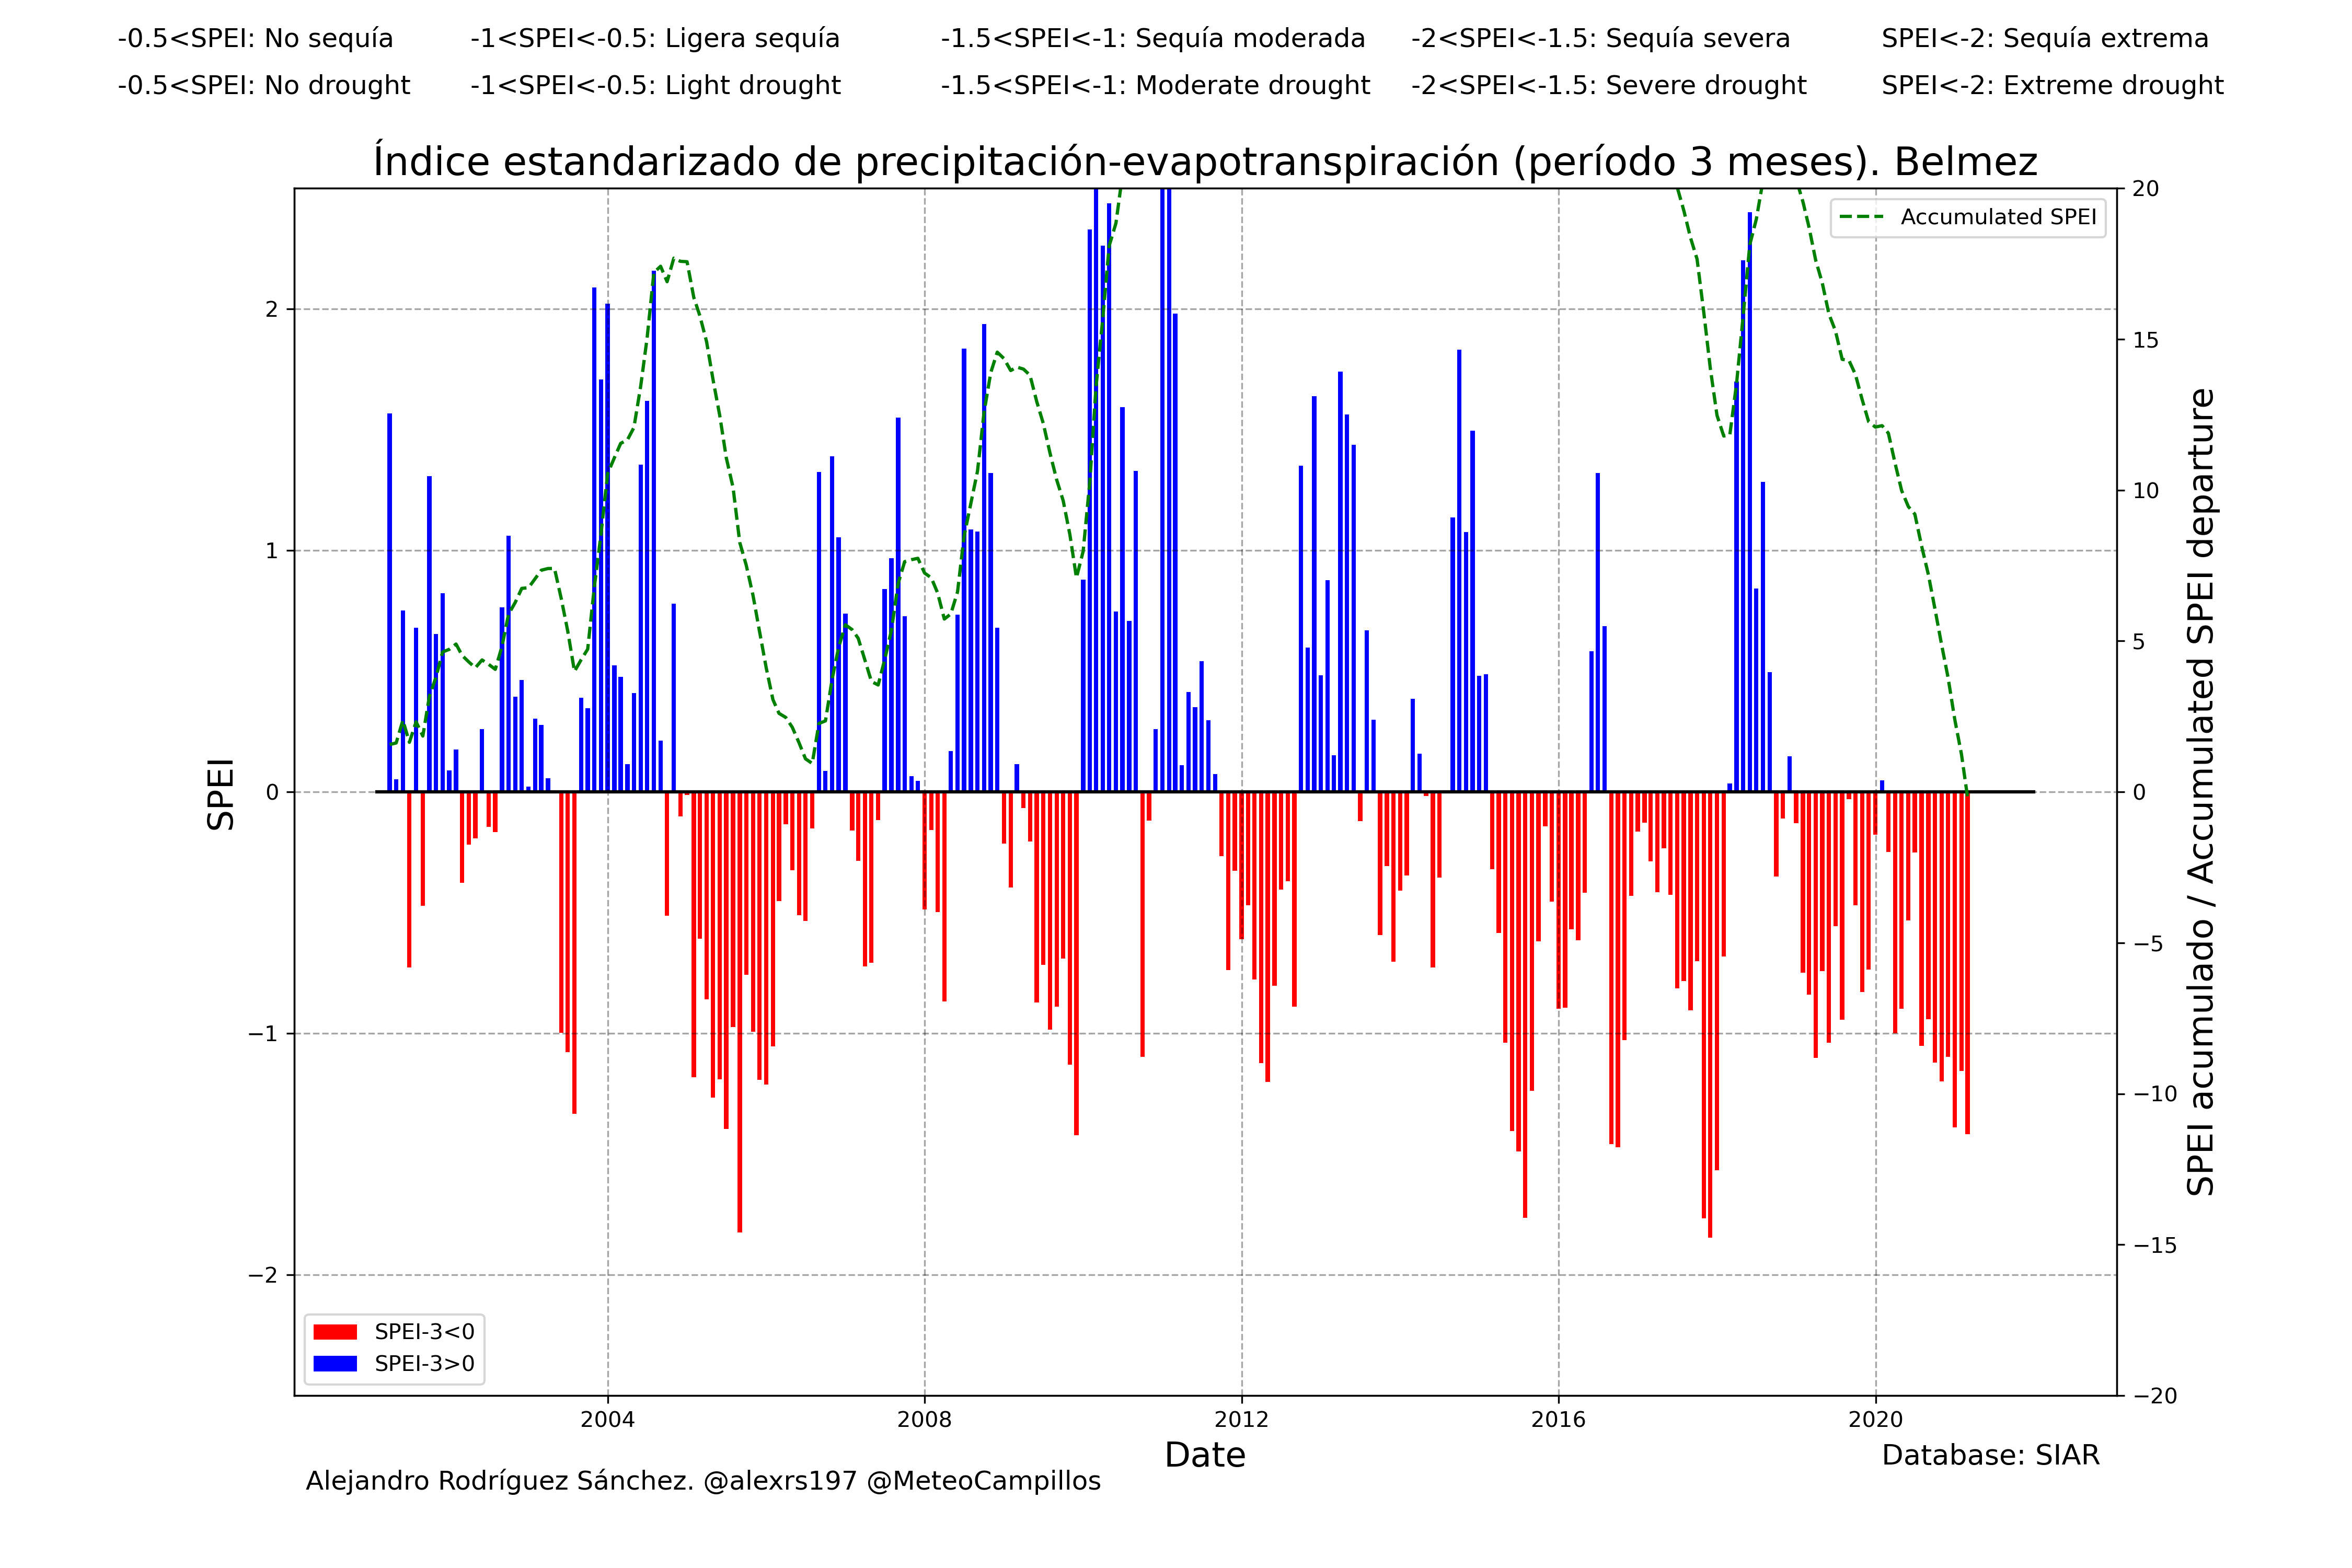 -0.5<SPEI: No sequía -1<SPEI<-0.5: Ligera sequía -1.5<SPEI<-1: Sequía moderada -2<SPEI<-1.5: Sequía severa SPEI<-2: Sequía extrema
-0.5<SPEI: No drought -1<SPEI<-0.5: Light drought -1.5<SPEI<-1: Moderate drought -2<SPEI<-1.5: Severe drought SPEI<-2: Extreme drought
Índice estandarizado de precipitación-evapotranspiración (período 3 meses). Belmez
Accumulated SPEI
SPEI
2
1
0
−1
−2
20
15
10
5
0
−5
−10
−15
−20
SPEI acumulado / Accumulated SPEI departure
SPEI-3<0
SPEI-3>0
2004 2008 2012 2016 2020
Date
Database: SIAR
Alejandro Rodríguez Sánchez. @alexrs197 @MeteoCampillos